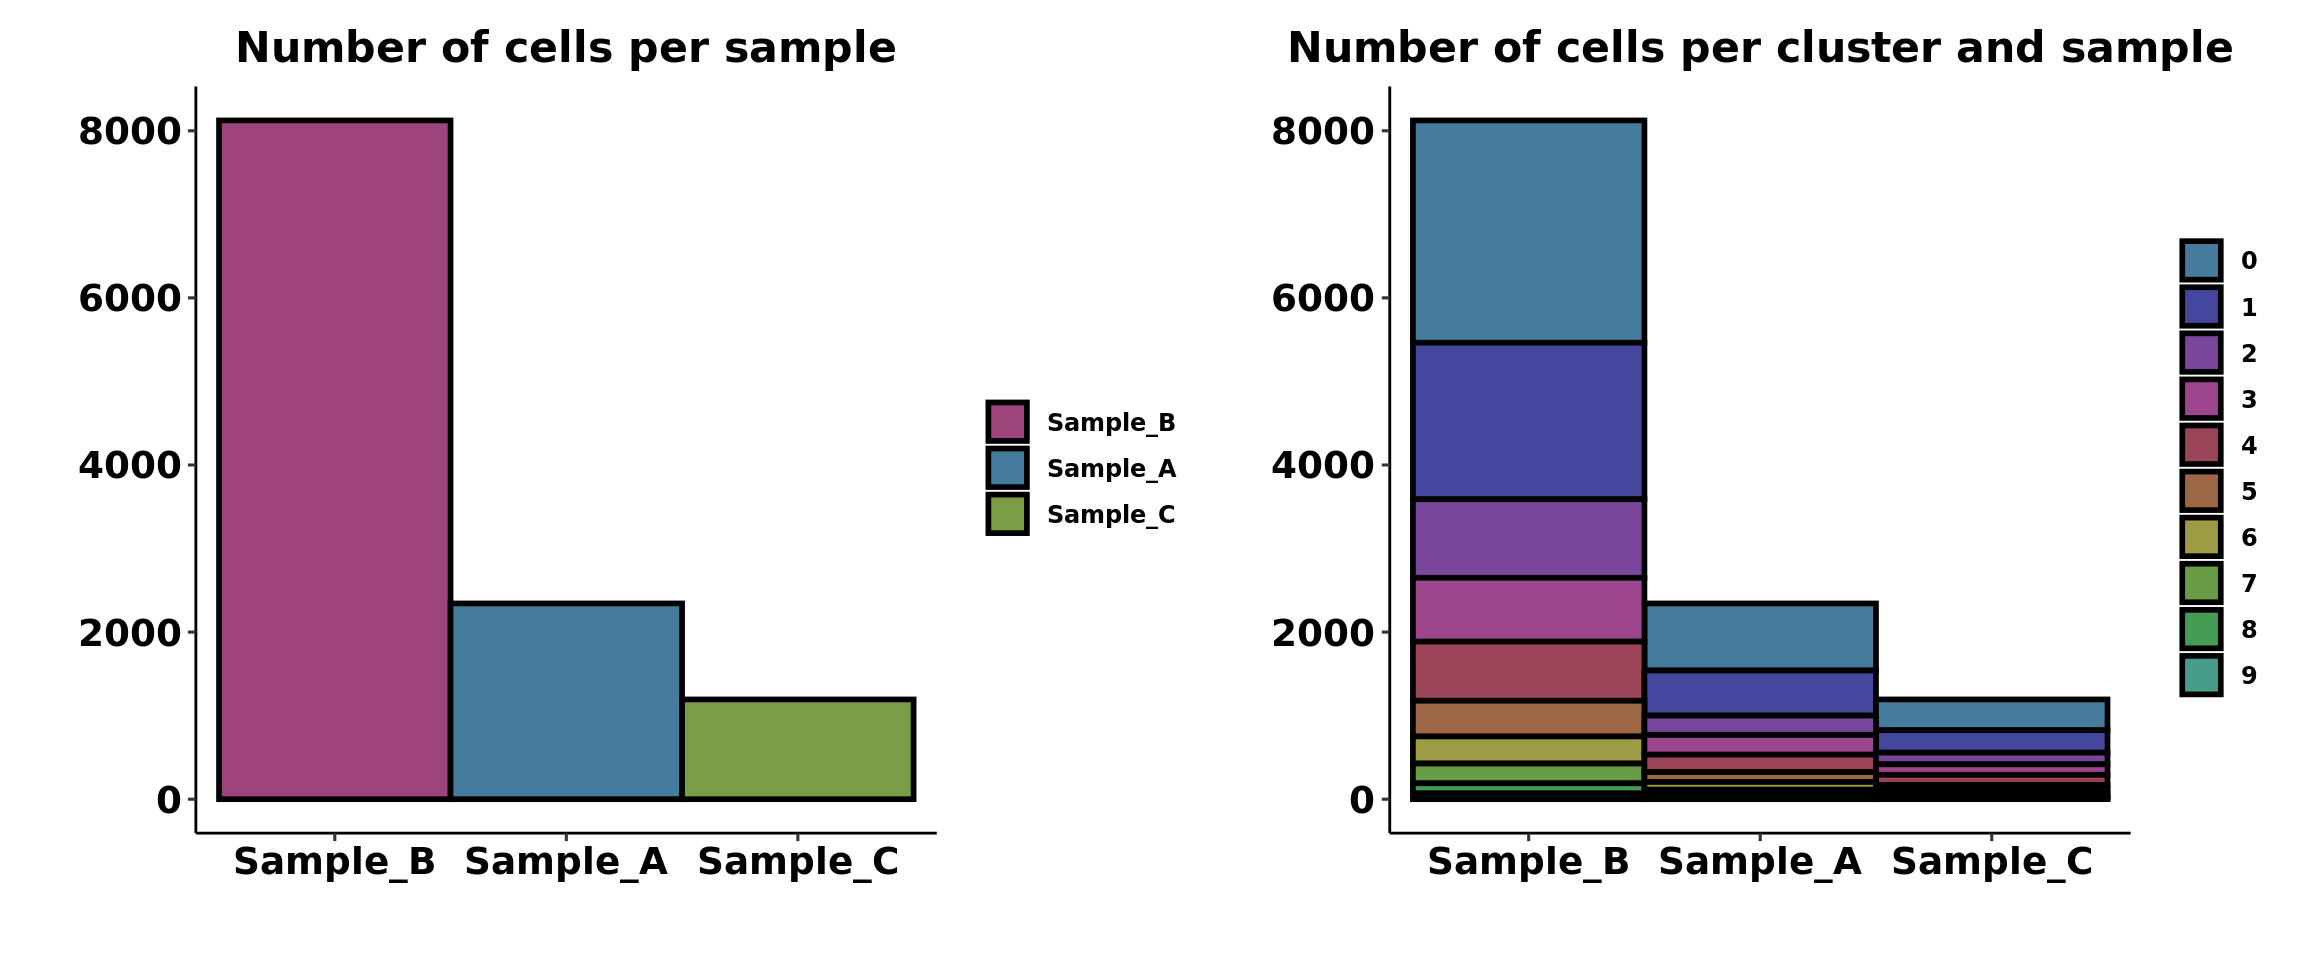 Number of cells per sample
8000
6000
4000
2000
0
Sample_B Sample_A Sample_C
Sample_B
Sample_A
Sample_C
Number of cells per cluster and sample
8000
6000
4000
2000
0
Sample_B Sample_A Sample_C
0
1
2
3
4
5
6
7
8
9